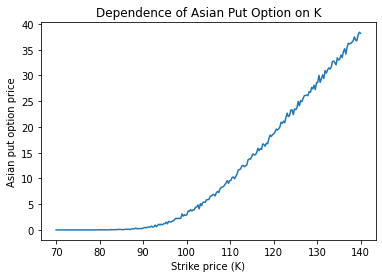 Dependence of Asian Put Option on K
40
35
30
25
20
15
10
5
0
Asian put option price
70 80 90 100 110 120 130 140
Strike price (K)